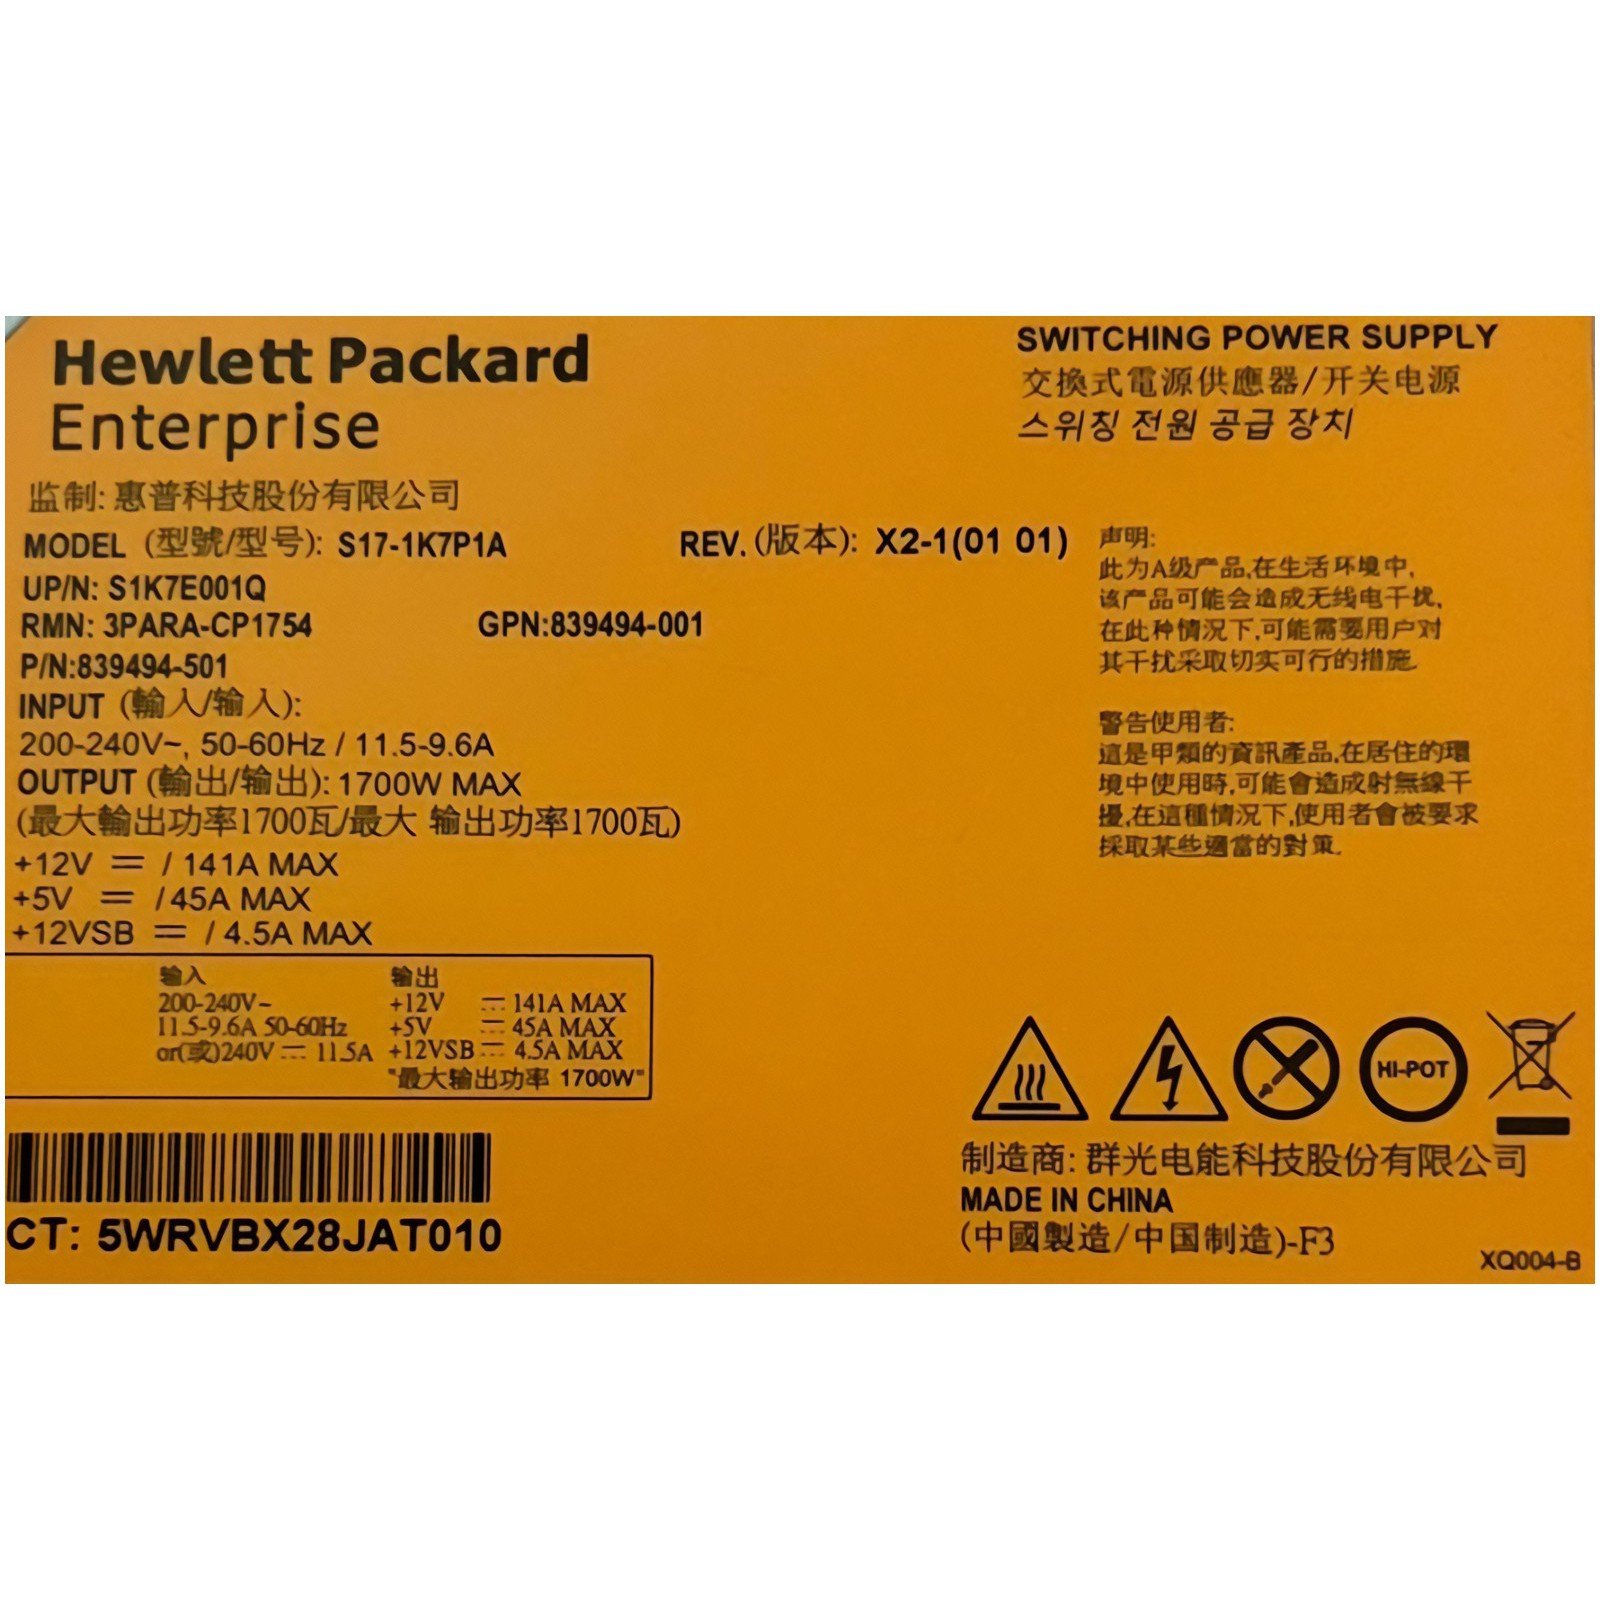 Hewlett Packard
Enterprise
监制: 惠普科技股份有限公司
MODEL (型號/型号): S17-1K7P1A REV. (版本): X2-1(01 01)
UP/N: S1K7E001Q
RMN: 3PARA-CP1754 GPN:839494-001
P/N:839494-501
INPUT (輸入/输入):
200-240V~, 50-60Hz / 11.5-9.6A
OUTPUT (輸出/输出): 1700W MAX
(最大輸出功率1700瓦/最大 输出功率1700瓦)
+12V ⎓ / 141A MAX
+5V ⎓ / 45A MAX
+12VSB ⎓ / 4.5A MAX
输入 输出
200-240V~ +12V ⎓ 141A MAX
11.5-9.6A 50-60Hz +5V ⎓ 45A MAX
or(或)240V ⎓ 11.5A +12VSB ⎓ 4.5A MAX
"最大输出功率 1700W"
CT: 5WRVBX28JAT010
SWITCHING POWER SUPPLY
交換式電源供應器/开关电源
스위칭 전원 공급 장치
声明:
此为A级产品,在生活环境中,
该产品可能会造成无线电干扰,
在此种情况下,可能需要用户对
其干扰采取切实可行的措施.
警告使用者:
這是甲類的資訊產品,在居住的環
境中使用時,可能會造成射無線干
擾,在這種情況下,使用者會被要求
採取某些適當的對策.
HI-POT
制造商: 群光电能科技股份有限公司
MADE IN CHINA
(中國製造/中国制造)-F3
XQ004-B